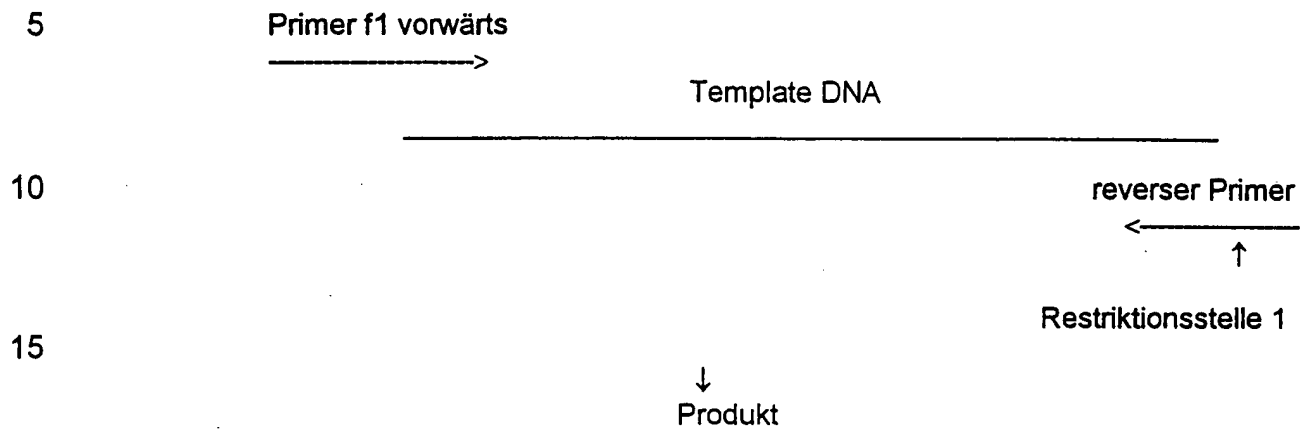 5 Primer f1 vorwärts
Template DNA
10 reverser Primer
Restriktionsstelle 1
15
Produkt